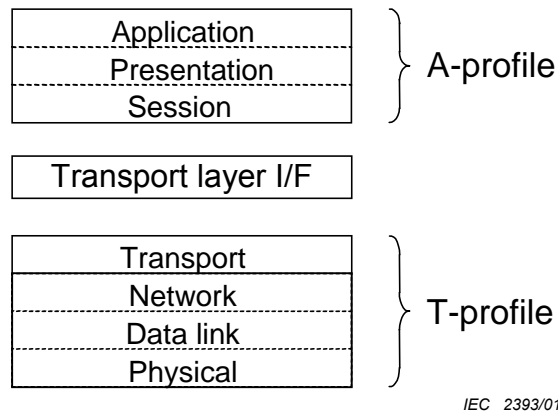 Application
Presentation
Session
A-profile
Transport layer I/F
Transport
Network
Data link
Physical
T-profile
IEC 2393/01